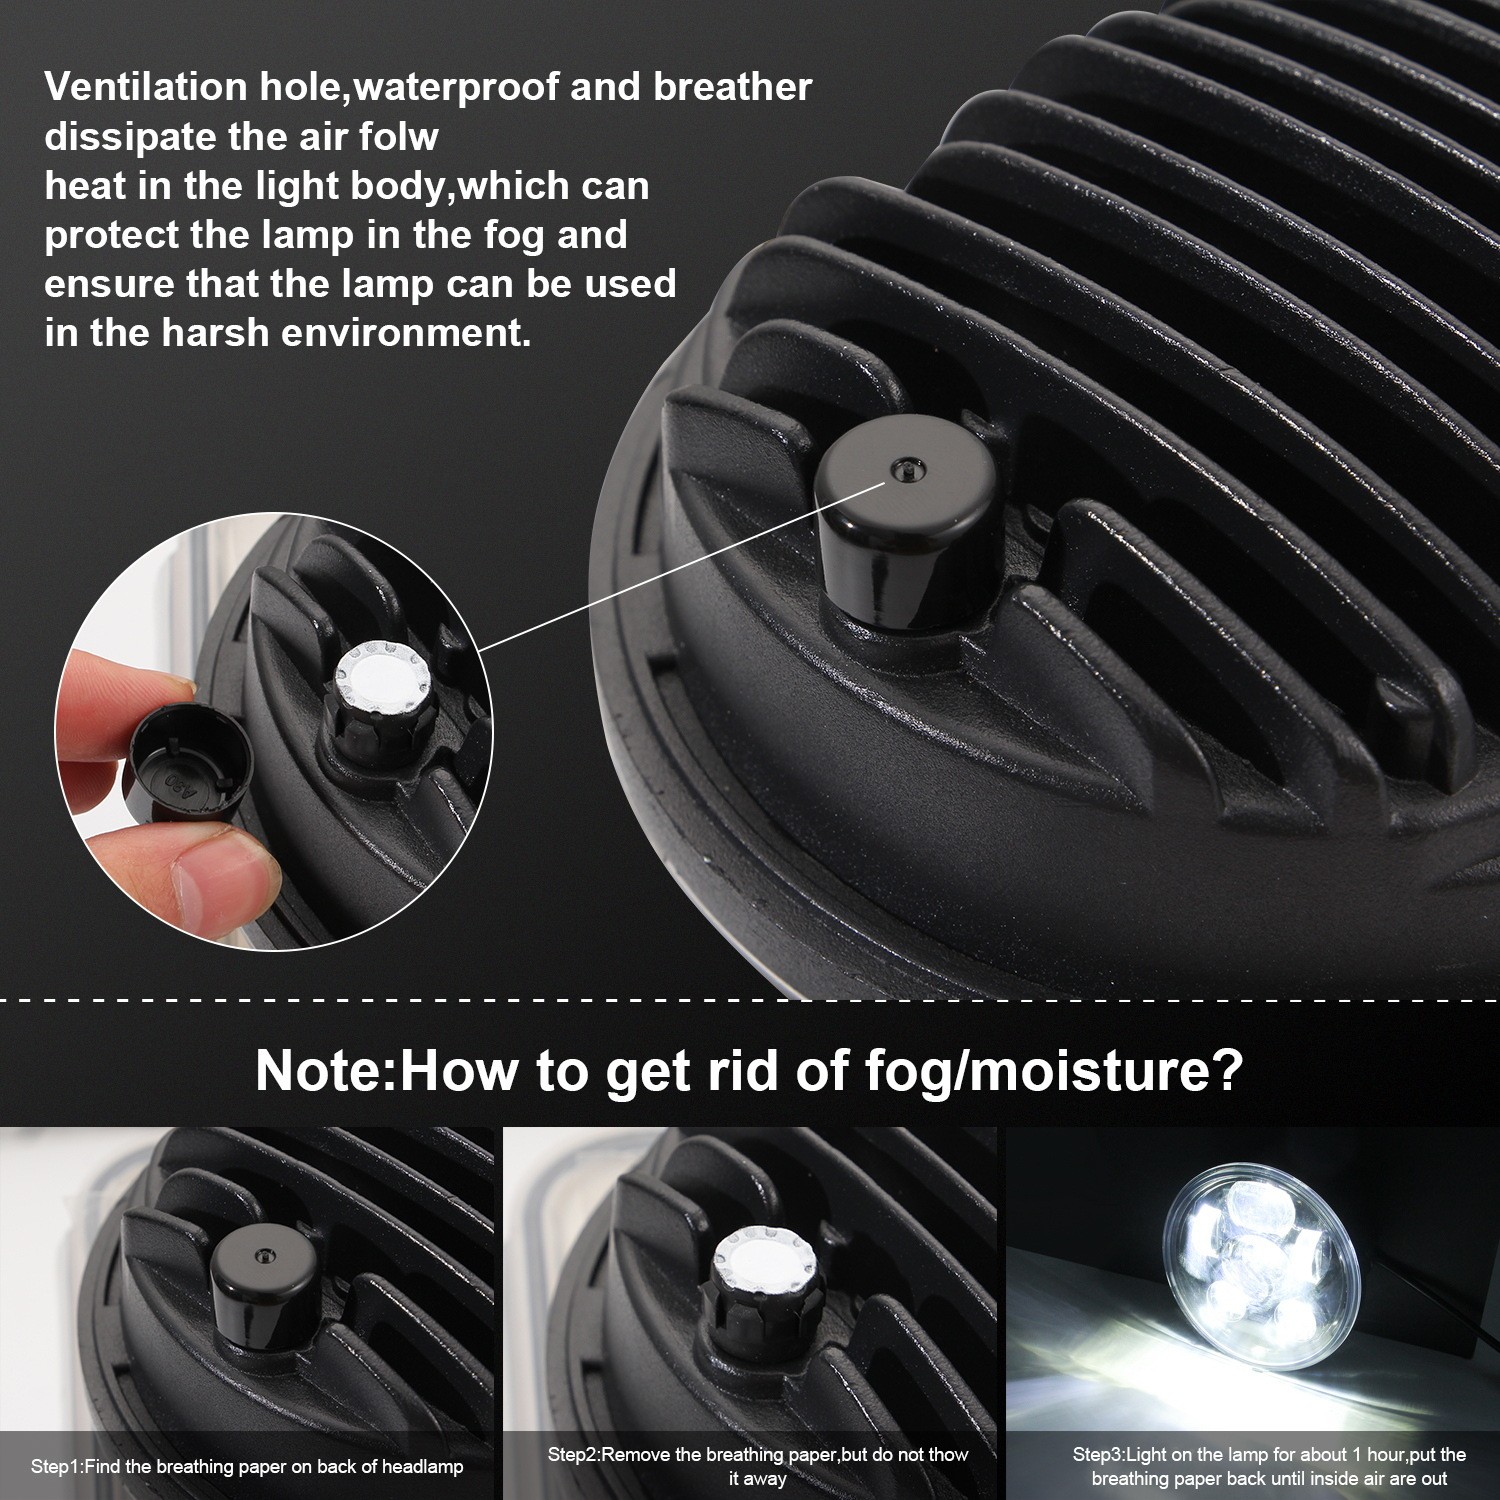 Ventilation hole,waterproof and breather
dissipate the air folw
heat in the light body,which can
protect the lamp in the fog and
ensure that the lamp can be used
in the harsh environment.
Note:How to get rid of fog/moisture?
Step1:Find the breathing paper on back of headlamp
Step2:Remove the breathing paper,but do not thow
it away
Step3:Light on the lamp for about 1 hour,put the
breathing paper back until inside air are out